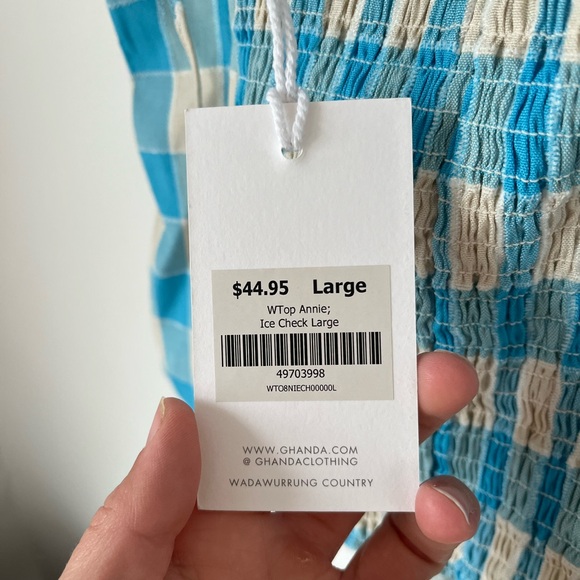 $44.95 Large
WTop Annie;
Ice Check Large
49703998
WTO8NIECH00000L
WWW.GHANDA.COM
@ GHANDACLOTHING
WADAWURRUNG COUNTRY